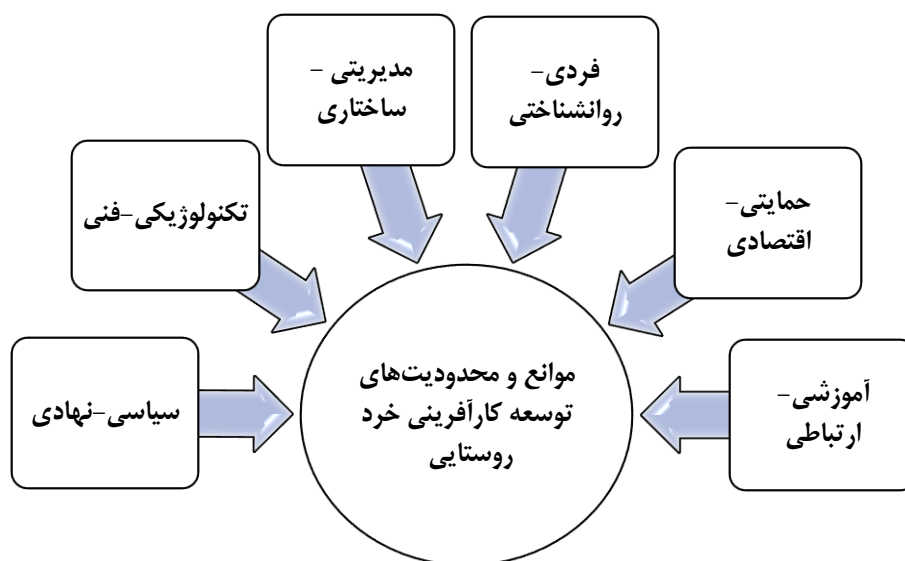 مدیریتی –
ساختاری
فردی–
روانشناختی
تکنولوژیکی–فنی
حمایتی–
اقتصادی
سیاسی–نهادی
موانع و محدودیت‌های
توسعه کارآفرینی خرد
روستایی
آموزشی–
ارتباطی